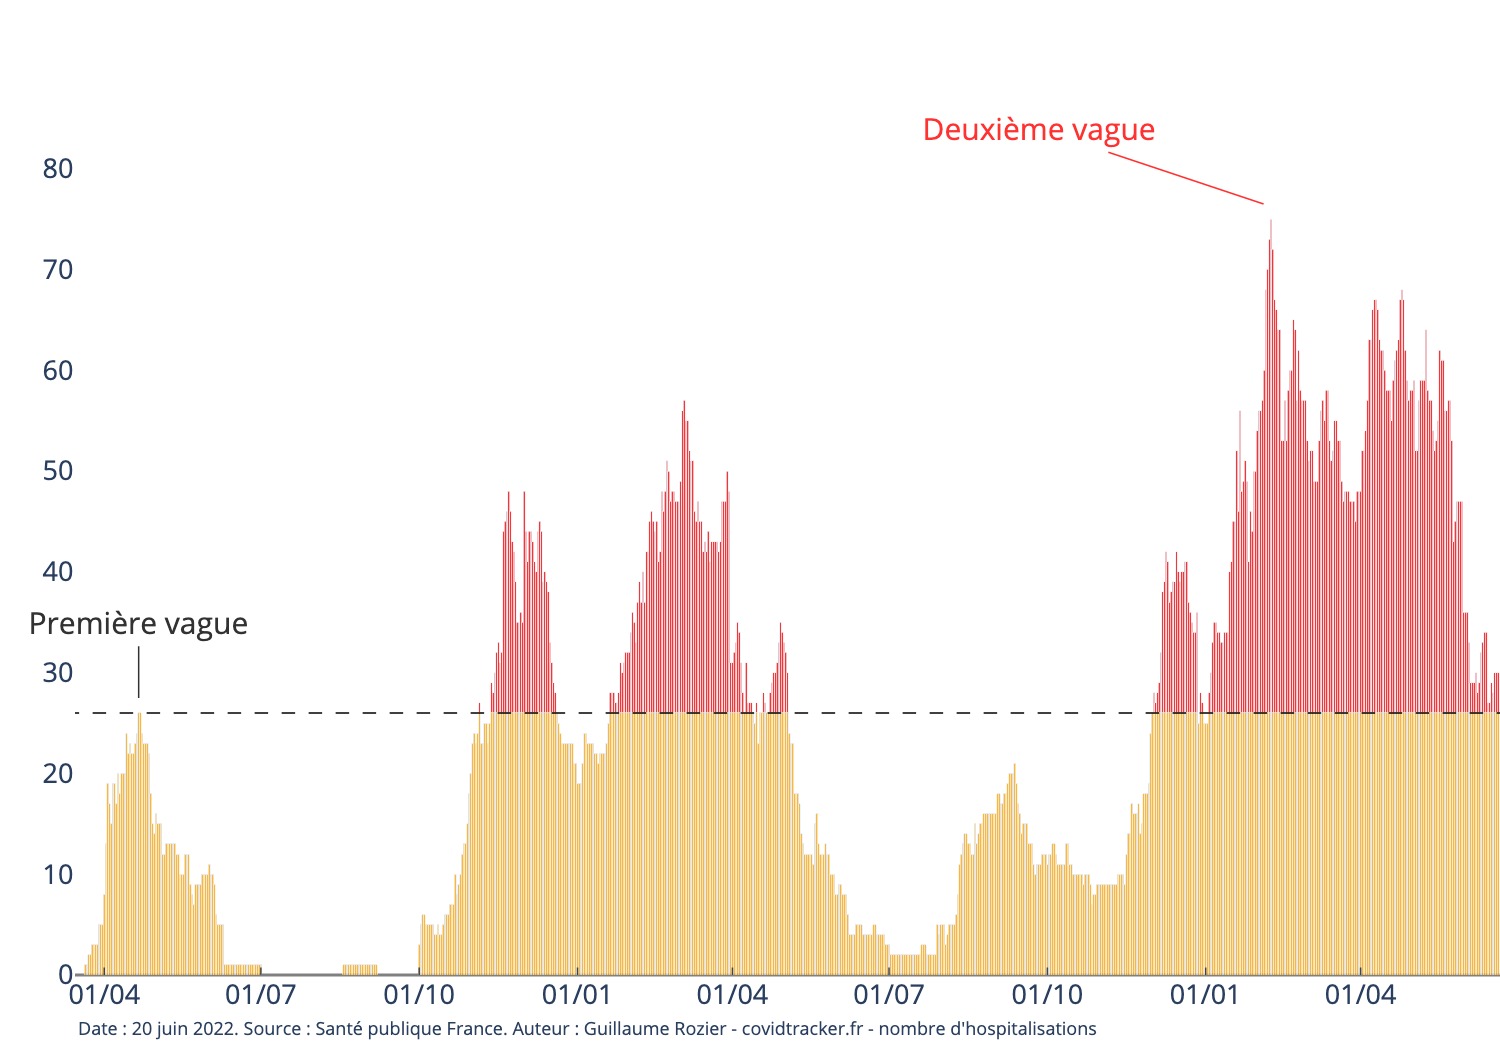 Deuxième vague
80
70
60
50
40
Première vague
30
20
10
0
01/04 01/07 01/10 01/01 01/04 01/07 01/10 01/01 01/04
Date : 20 juin 2022. Source : Santé publique France. Auteur : Guillaume Rozier - covidtracker.fr - nombre d'hospitalisations